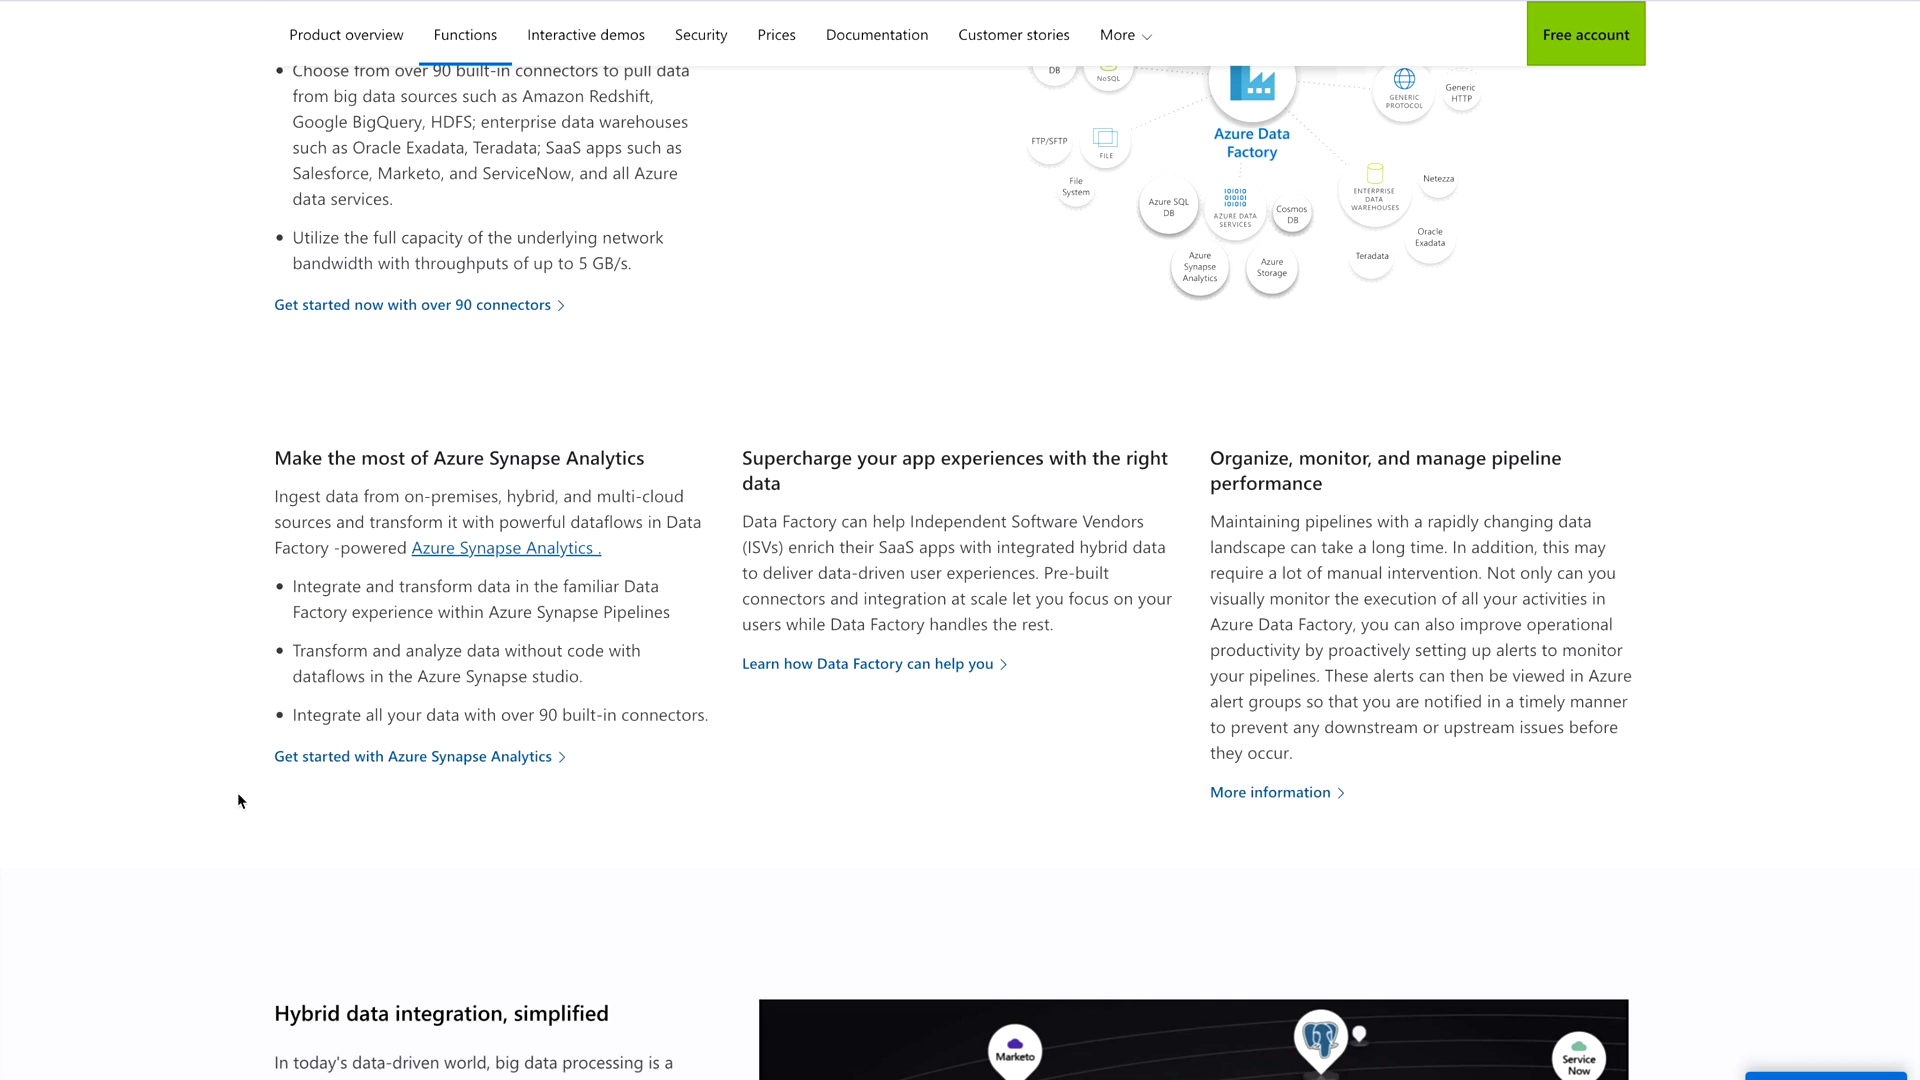 Product overview
Functions
Interactive demos
Security
Prices
Documentation
Customer stories
More
Free account
Choose from over 90 built-in connectors to pull data
from big data sources such as Amazon Redshift,
Google BigQuery, HDFS; enterprise data warehouses
such as Oracle Exadata, Teradata; SaaS apps such as
Salesforce, Marketo, and ServiceNow, and all Azure
data services.
Utilize the full capacity of the underlying network
bandwidth with throughputs of up to 5 GB/s.
Get started now with over 90 connectors
DB
NoSQL
Azure Data
Factory
GENERIC
PROTOCOL
Generic
HTTP
FTP/SFTP
FILE
File
System
Azure SQL
DB
AZURE DATA
SERVICES
Cosmos
DB
Azure
Synapse
Analytics
Azure
Storage
ENTERPRISE
DATA
WAREHOUSES
Netezza
Oracle
Exadata
Teradata
Make the most of Azure Synapse Analytics
Ingest data from on-premises, hybrid, and multi-cloud
sources and transform it with powerful dataflows in Data
Factory -powered Azure Synapse Analytics .
Integrate and transform data in the familiar Data
Factory experience within Azure Synapse Pipelines
Transform and analyze data without code with
dataflows in the Azure Synapse studio.
Integrate all your data with over 90 built-in connectors.
Get started with Azure Synapse Analytics
Supercharge your app experiences with the right
data
Data Factory can help Independent Software Vendors
(ISVs) enrich their SaaS apps with integrated hybrid data
to deliver data-driven user experiences. Pre-built
connectors and integration at scale let you focus on your
users while Data Factory handles the rest.
Learn how Data Factory can help you
Organize, monitor, and manage pipeline
performance
Maintaining pipelines with a rapidly changing data
landscape can take a long time. In addition, this may
require a lot of manual intervention. Not only can you
visually monitor the execution of all your activities in
Azure Data Factory, you can also improve operational
productivity by proactively setting up alerts to monitor
your pipelines. These alerts can then be viewed in Azure
alert groups so that you are notified in a timely manner
to prevent any downstream or upstream issues before
they occur.
More information
Hybrid data integration, simplified
In today's data-driven world, big data processing is a
Marketo
Service
Now